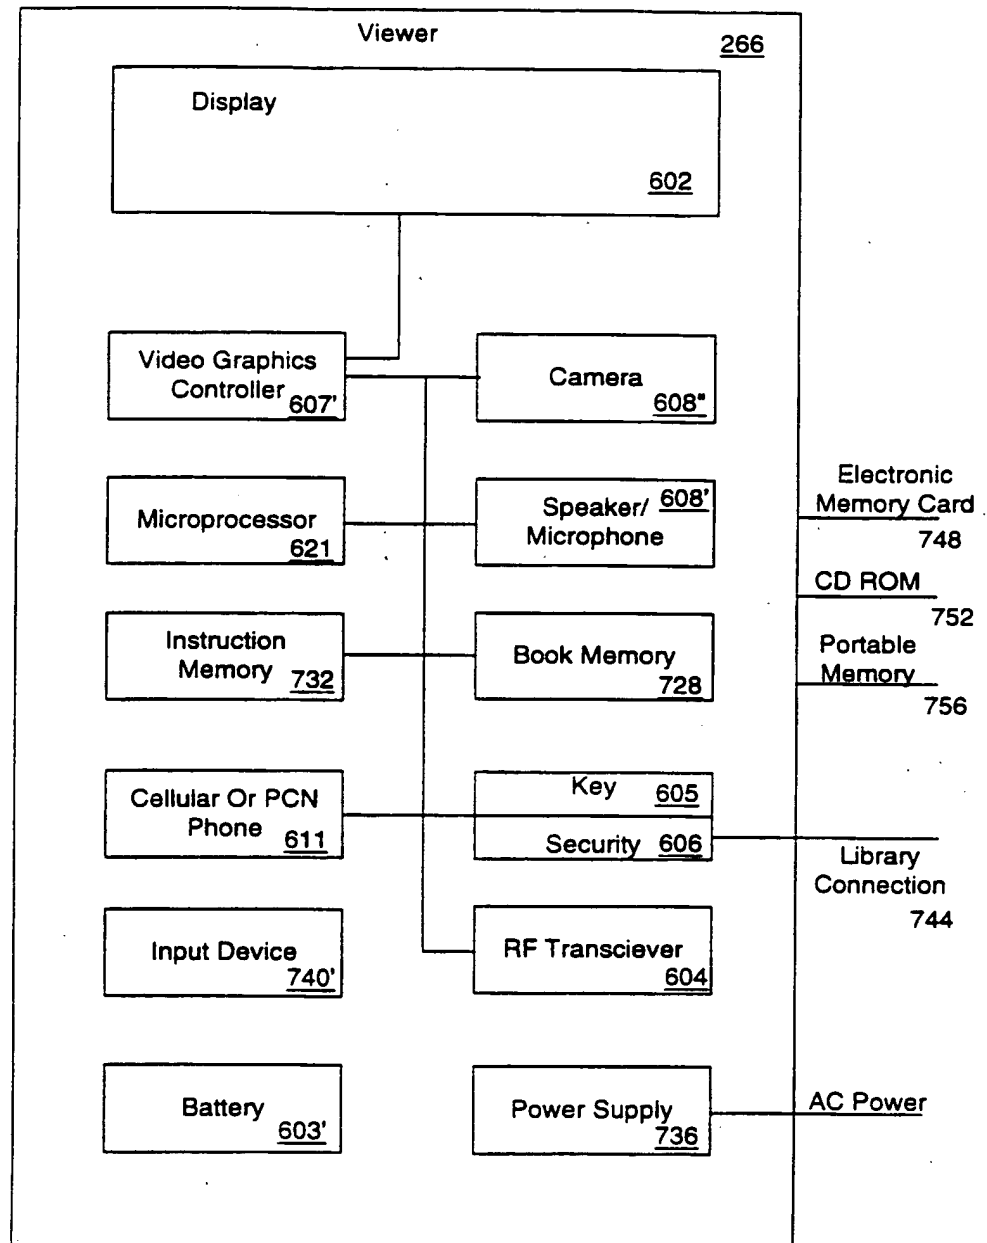 Viewer
266
Display
602
Video Graphics
Controller
607'
Camera
608"
Microprocessor
621
Speaker/
Microphone
608'
Electronic
Memory Card
748
CD ROM
752
Instruction
Memory
732
Book Memory
728
Portable
Memory
756
Cellular Or PCN
Phone
611
Key
605
Security
606
Library
Connection
744
Input Device
740'
RF Transciever
604
Battery
603'
Power Supply
736
AC Power